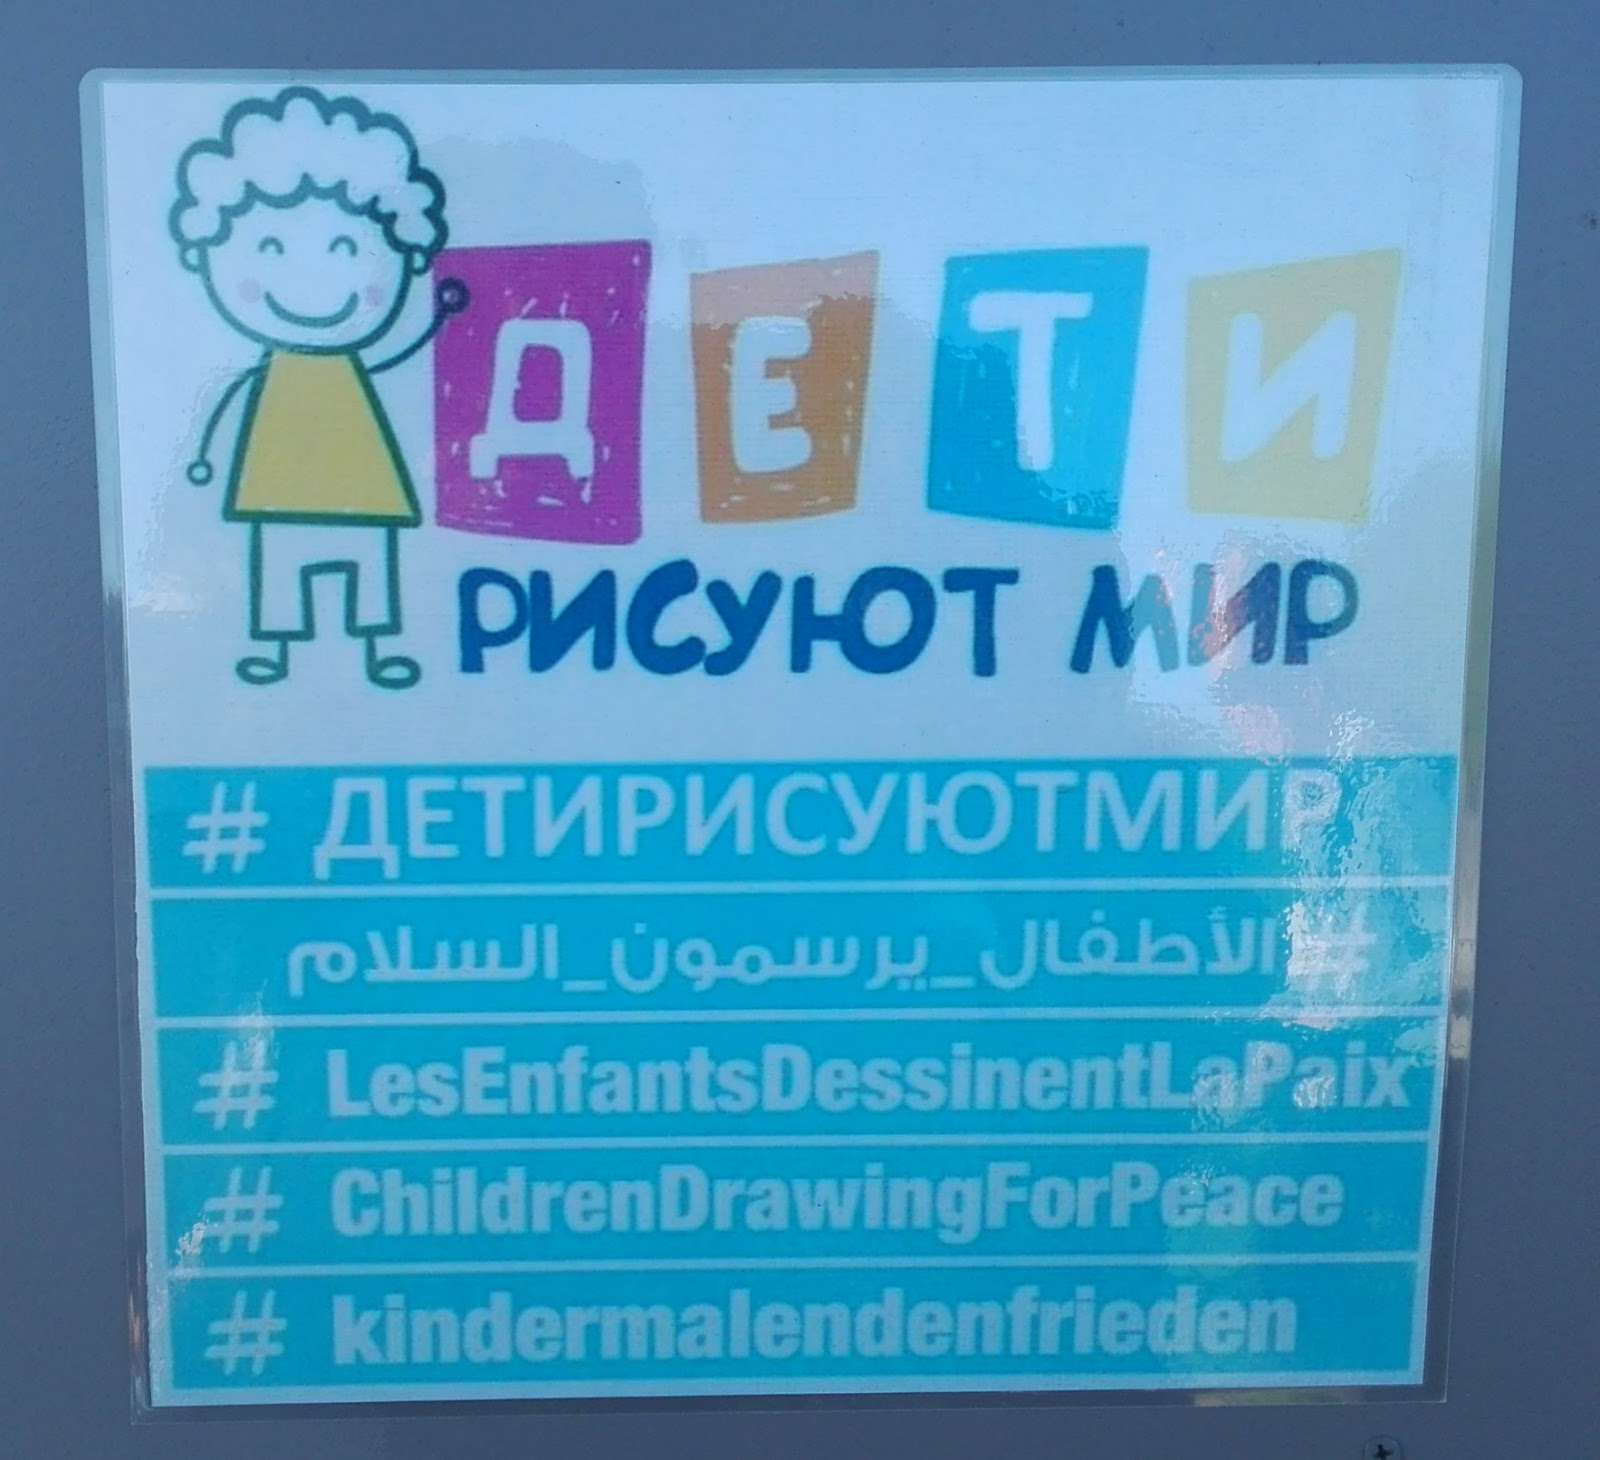 ДЕТИ
РИСУЮТ МИР
# ДЕТИРИСУЮТМИР
# الأطفال_يرسمون_السلام
# LesEnfantsDessinentLaPaix
# ChildrenDrawingForPeace
# kindermalendenfrieden